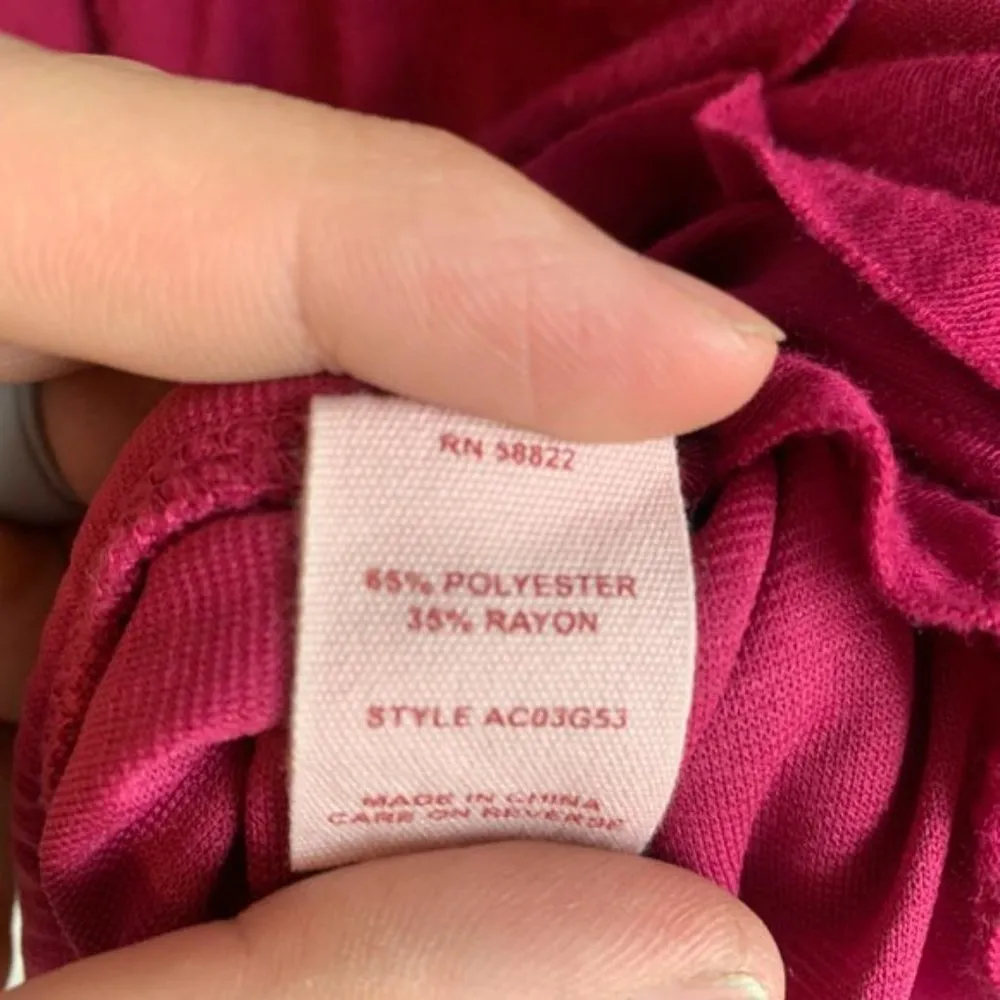 RN 58822
65% POLYESTER
35% RAYON
STYLE AC03G53
MADE IN CHINA
CARE ON REVERSE